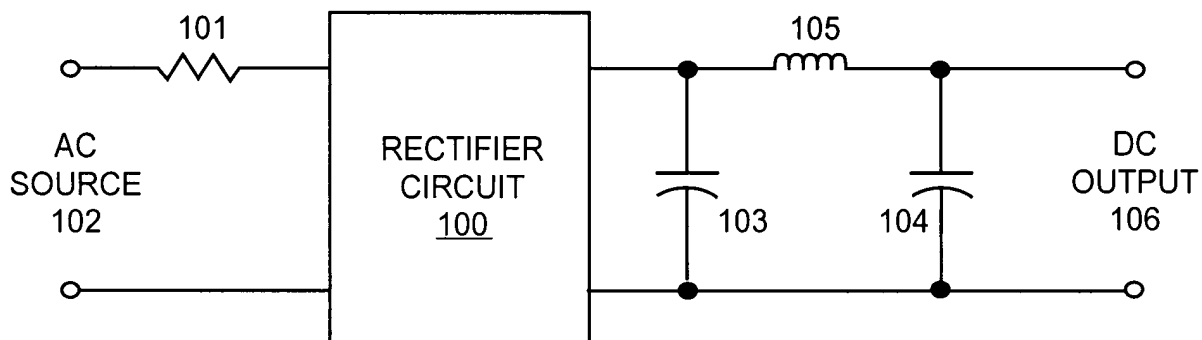 101
105
AC
SOURCE
102
RECTIFIER
CIRCUIT
100
103
104
DC
OUTPUT
106